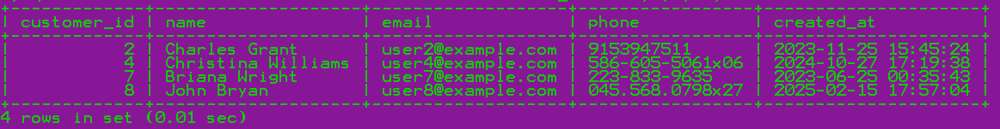 +-------------+--------------------+-------------------+------------------+---------------------+
| customer_id | name               | email             | phone            | created_at          |
+-------------+--------------------+-------------------+------------------+---------------------+
|           2 | Charles Grant      | user2@example.com | 9153947511       | 2023-11-25 15:45:24 |
|           4 | Christina Williams | user4@example.com | 586-605-5061x06  | 2024-10-27 17:19:38 |
|           7 | Briana Wright      | user7@example.com | 223-833-9635     | 2023-06-25 00:35:43 |
|           8 | John Bryan         | user8@example.com | 045.568.0798x27  | 2025-02-15 17:57:04 |
+-------------+--------------------+-------------------+------------------+---------------------+
4 rows in set (0.01 sec)